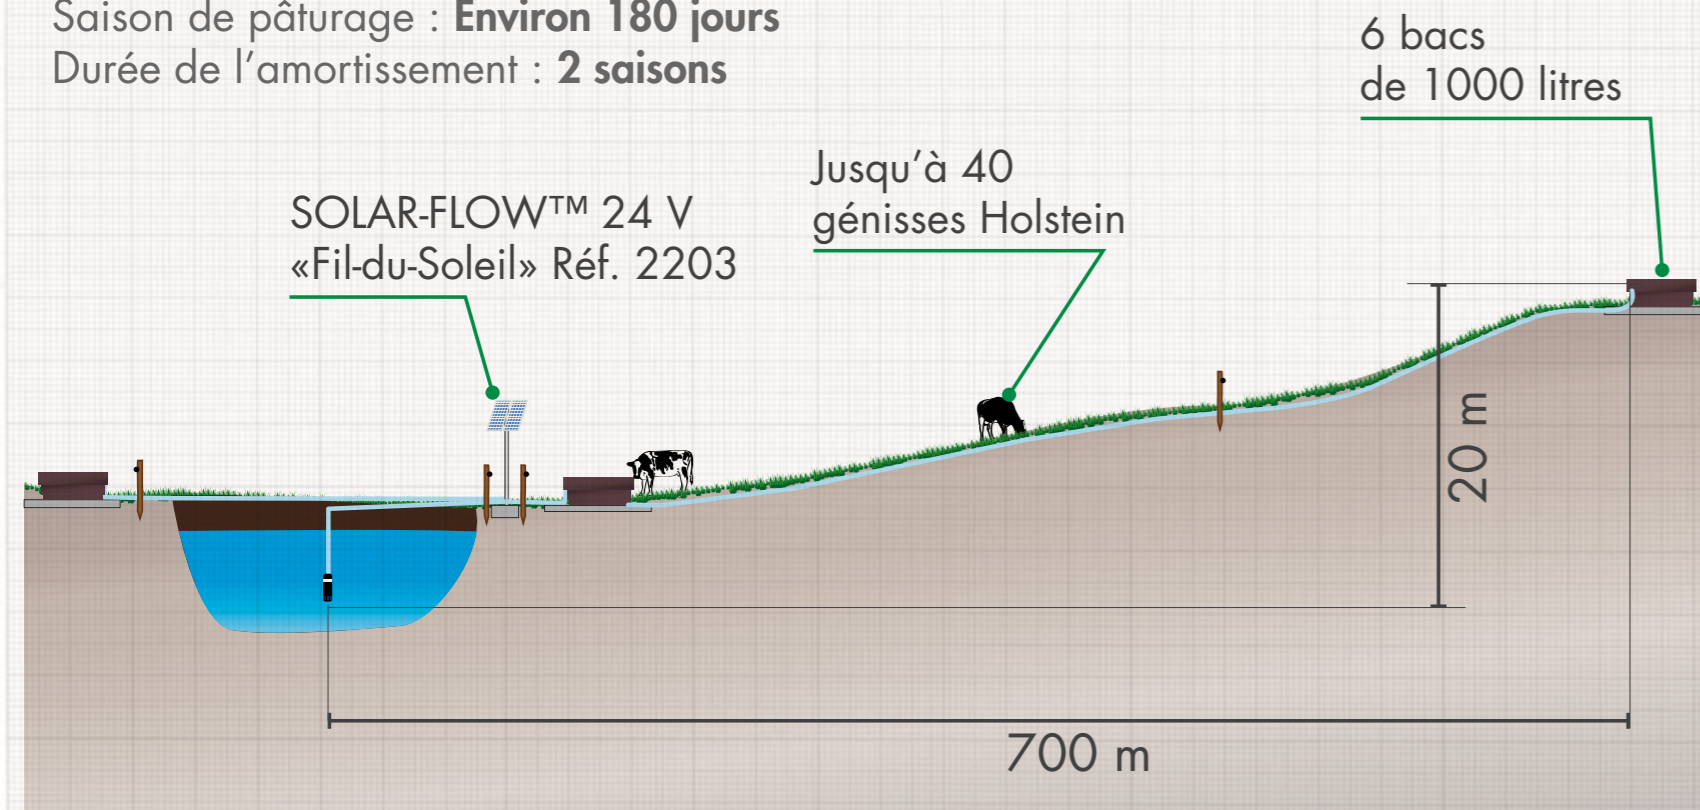 Saison de pâturage : Environ 180 jours
Durée de l'amortissement : 2 saisons
6 bacs
de 1000 litres
Jusqu'à 40
génisses Holstein
SOLAR-FLOW™ 24 V
«Fil-du-Soleil» Réf. 2203
20 m
700 m